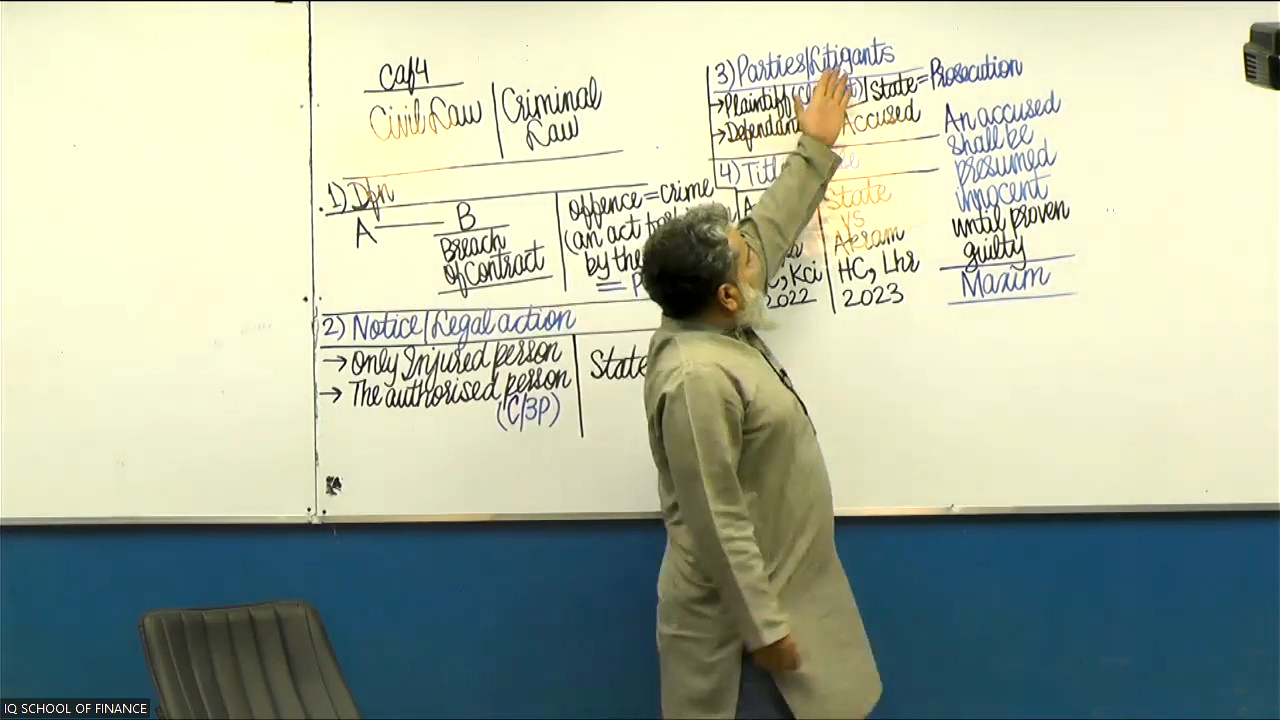 Caf4
Civil Law | Criminal
Law
1) Dfn
A —— B
Breach
of Contract
offence = crime
(an act
by the
2) Notice/Legal action
→ Only Injured person
→ The authorised person
(C/3P)
State
3) Parties/Litigants
→ Plaintiff | State = Prosecution
→ Defendant Accused
4) Title
State
vs
Akram
HC, Lhr
2023
, Kci
2022
An accused
shall be
presumed
innocent
until proven
guilty
Maxim
IQ SCHOOL OF FINANCE